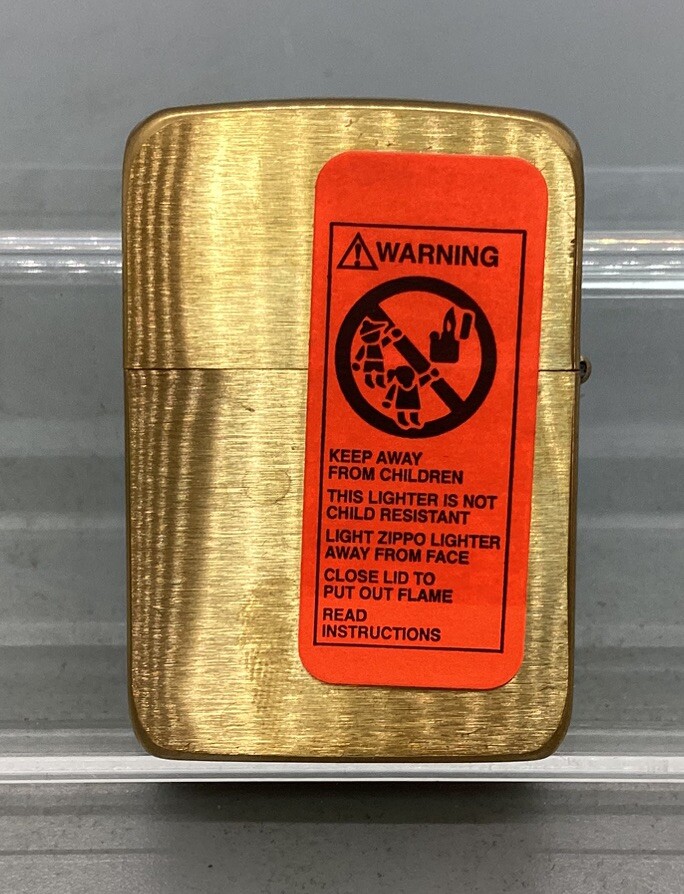 WARNING
KEEP AWAY
FROM CHILDREN
THIS LIGHTER IS NOT
CHILD RESISTANT
LIGHT ZIPPO LIGHTER
AWAY FROM FACE
CLOSE LID TO
PUT OUT FLAME
READ
INSTRUCTIONS